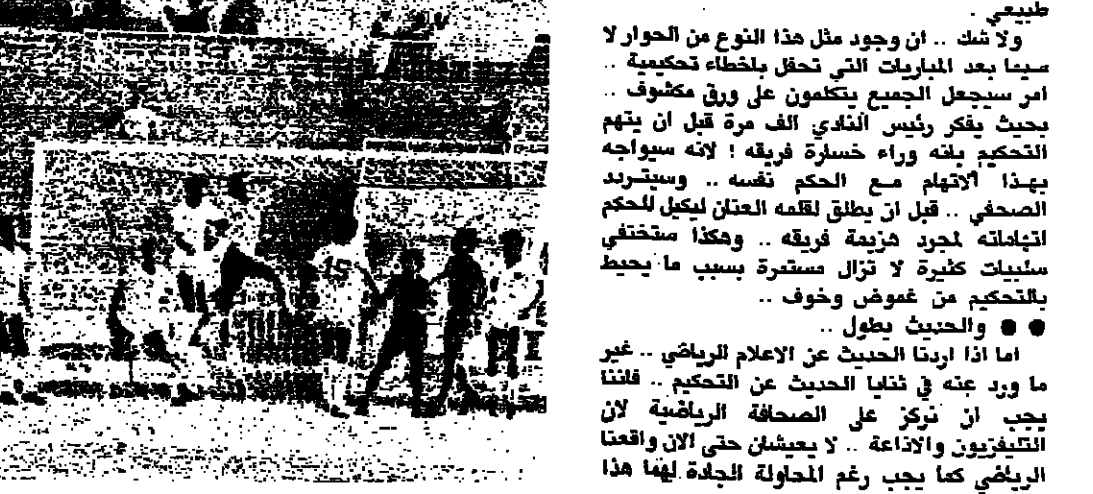 طبيعي .
ولا شك .. ان وجود مثل هذا النوع من الحوار لا
سيما بعد المباريات التي تحفل باخطاء تحكيمية ..
امر سيجعل الجميع يتكلمون على ورق مكشوف ..
بحيث يفكر رئيس النادي الف مرة قبل ان يتهم
التحكيم بانه وراء خسارة فريقه ! لانه سيواجه
بهذا الاتهام مع الحكم نفسه .. وسيتردد
الصحفي .. قبل ان يطلق لقلمه العنان ليكيل للحكم
اتهاماته لمجرد هزيمة فريقه .. وهكذا ستختفي
سلبيات كثيرة لا تزال مستمرة بسبب ما يحيط
بالتحكيم من غموض وخوف ..
●● والحديث يطول ..
اما اذا اردنا الحديث عن الاعلام الرياضي .. غير
ما ورد عنه في ثنايا الحديث عن التحكيم .. فاننا
يجب ان نركز على الصحافة الرياضية لان
التليفزيون والاذاعة .. لا يعيشان حتى الان واقعنا
الرياضي كما يجب رغم المحاولة الجادة لهما هذا
15